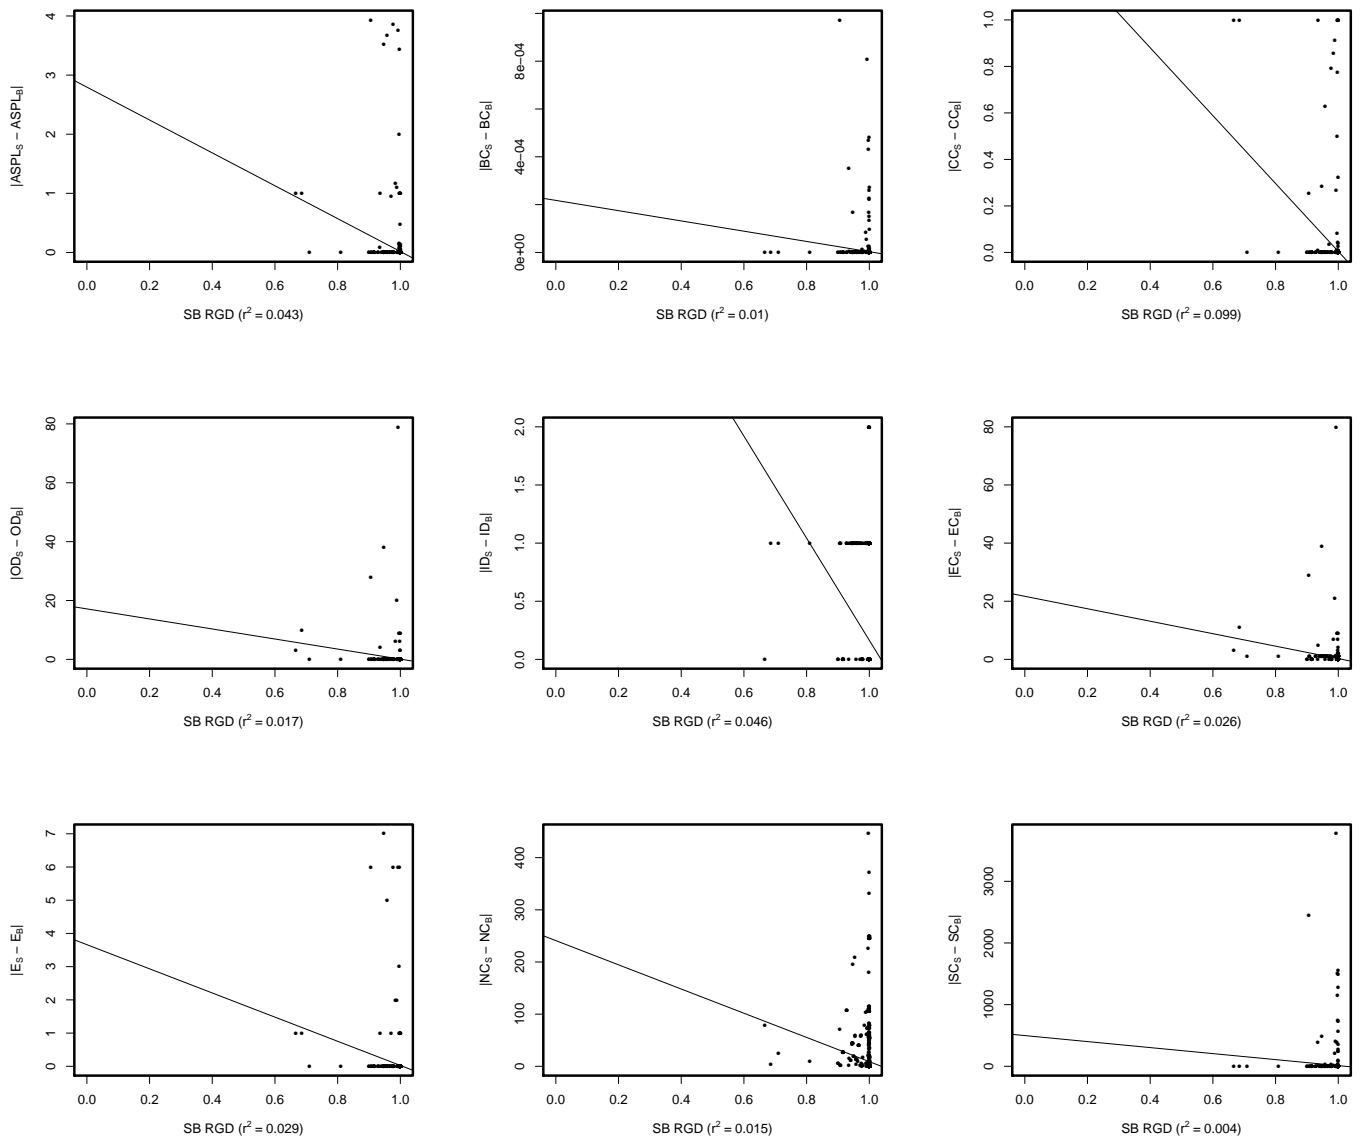 4
3
2
1
0
|ASPL_S − ASPL_B|
0.0 0.2 0.4 0.6 0.8 1.0
SB RGD (r² = 0.043)
8e−04
4e−04
0e+00
|BC_S − BC_B|
0.0 0.2 0.4 0.6 0.8 1.0
SB RGD (r² = 0.01)
1.0
0.8
0.6
0.4
0.2
0.0
|CC_S − CC_B|
0.0 0.2 0.4 0.6 0.8 1.0
SB RGD (r² = 0.099)
80
60
40
20
0
|OD_S − OD_B|
0.0 0.2 0.4 0.6 0.8 1.0
SB RGD (r² = 0.017)
2.0
1.5
1.0
0.5
0.0
|ID_S − ID_B|
0.0 0.2 0.4 0.6 0.8 1.0
SB RGD (r² = 0.046)
80
60
40
20
0
|EC_S − EC_B|
0.0 0.2 0.4 0.6 0.8 1.0
SB RGD (r² = 0.026)
7
6
5
4
3
2
1
0
|E_S − E_B|
0.0 0.2 0.4 0.6 0.8 1.0
SB RGD (r² = 0.029)
400
300
200
100
0
|NC_S − NC_B|
0.0 0.2 0.4 0.6 0.8 1.0
SB RGD (r² = 0.015)
3000
2000
1000
0
|SC_S − SC_B|
0.0 0.2 0.4 0.6 0.8 1.0
SB RGD (r² = 0.004)